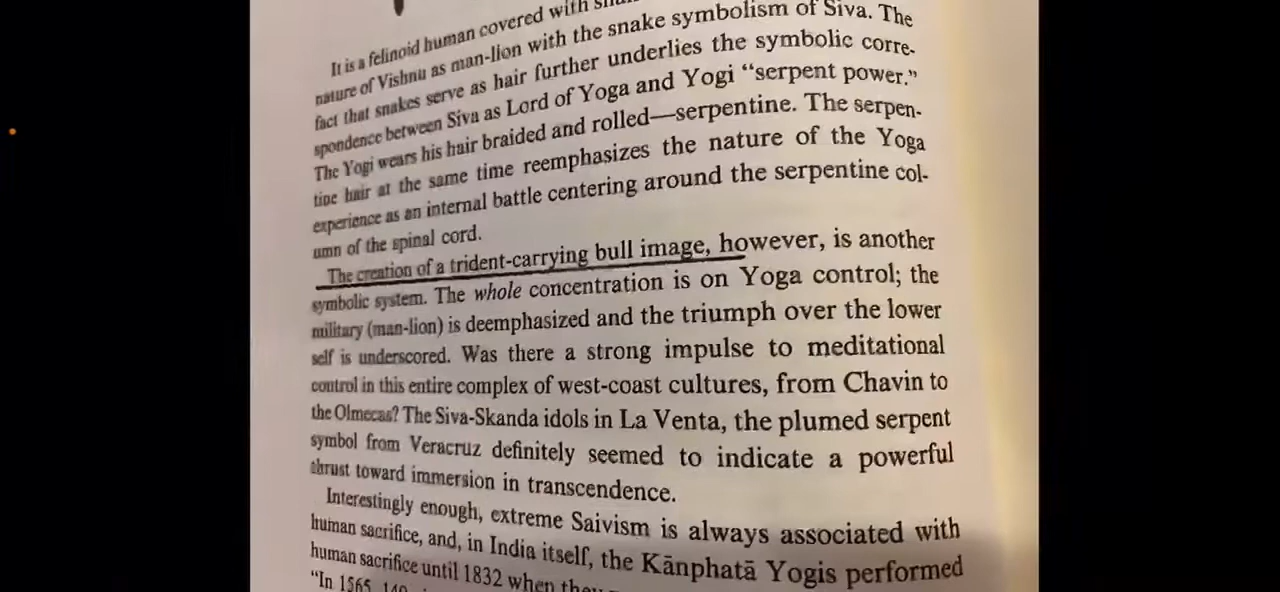 It is a felinoid human covered with
nature of Vishnu as man-lion with the snake symbolism of Siva. The
fact that snakes serve as hair further underlies the symbolic corre-
spondence between Siva as Lord of Yoga and Yogi “serpent power.”
The Yogi wears his hair braided and rolled—serpentine. The serpen-
tine hair at the same time reemphasizes the nature of the Yoga
experience as an internal battle centering around the serpentine col-
umn of the spinal cord.
The creation of a trident-carrying bull image, however, is another
symbolic system. The whole concentration is on Yoga control; the
military (man-lion) is deemphasized and the triumph over the lower
self is underscored. Was there a strong impulse to meditational
control in this entire complex of west-coast cultures, from Chavin to
the Olmecas? The Siva-Skanda idols in La Venta, the plumed serpent
symbol from Veracruz definitely seemed to indicate a powerful
thrust toward immersion in transcendence.
Interestingly enough, extreme Saivism is always associated with
human sacrifice, and, in India itself, the Kānphatā Yogis performed
human sacrifice until 1832 when they
“In 1565, 140